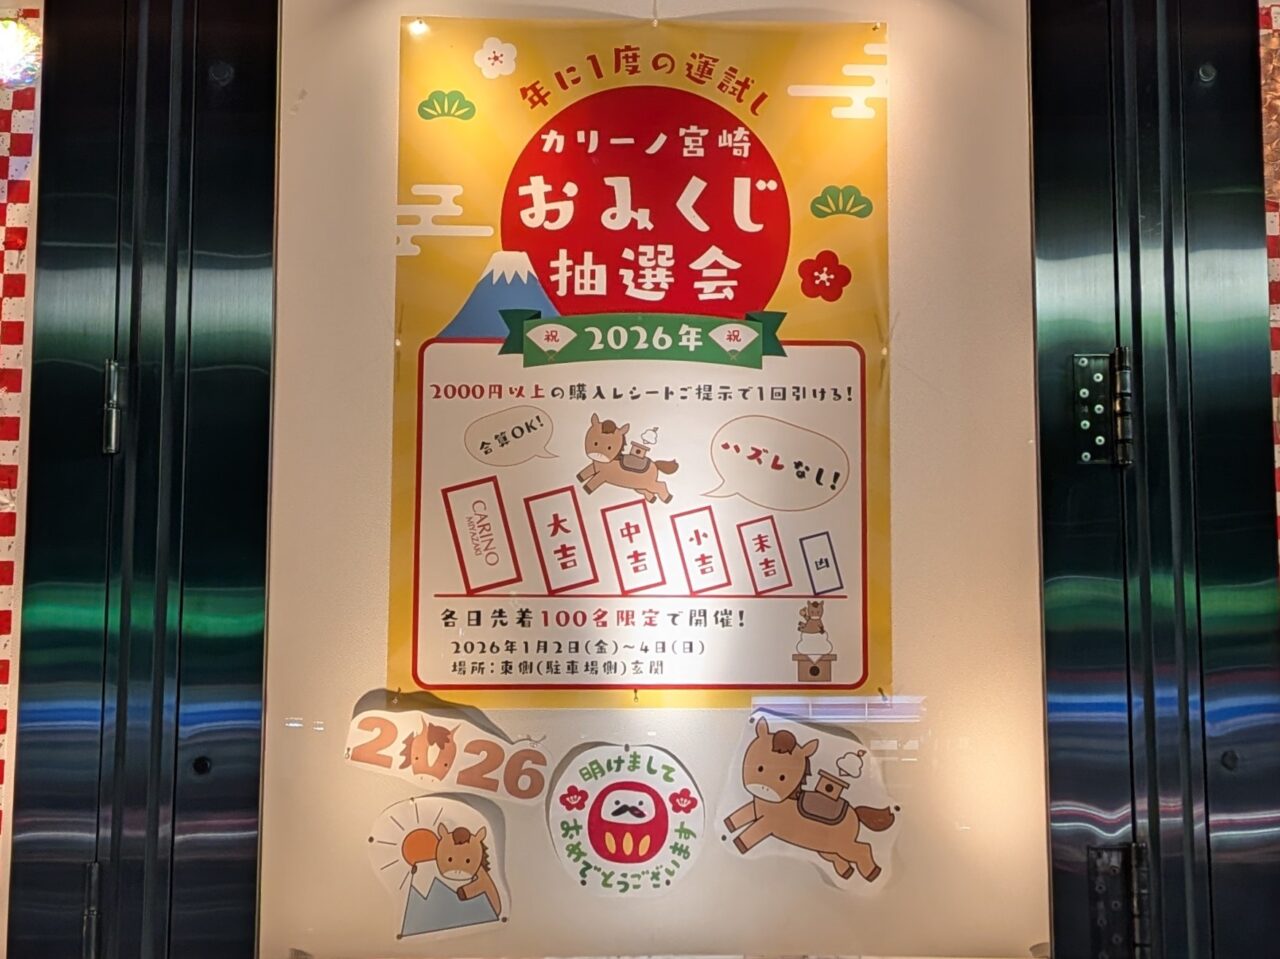 年に1度の運試し
カリーノ宮崎
おみくじ
抽選会
祝 2026年 祝
2000円以上の購入レシートご提示で1回引ける!
合算OK!
ハズレなし!
CARINO
MIYAZAKI
大吉
中吉
小吉
末吉
凶
各日先着100名限定で開催!
2026年1月2日(金)~4日(日)
場所:東側(駐車場側)玄関
2026
明けまして
おめでとうございます